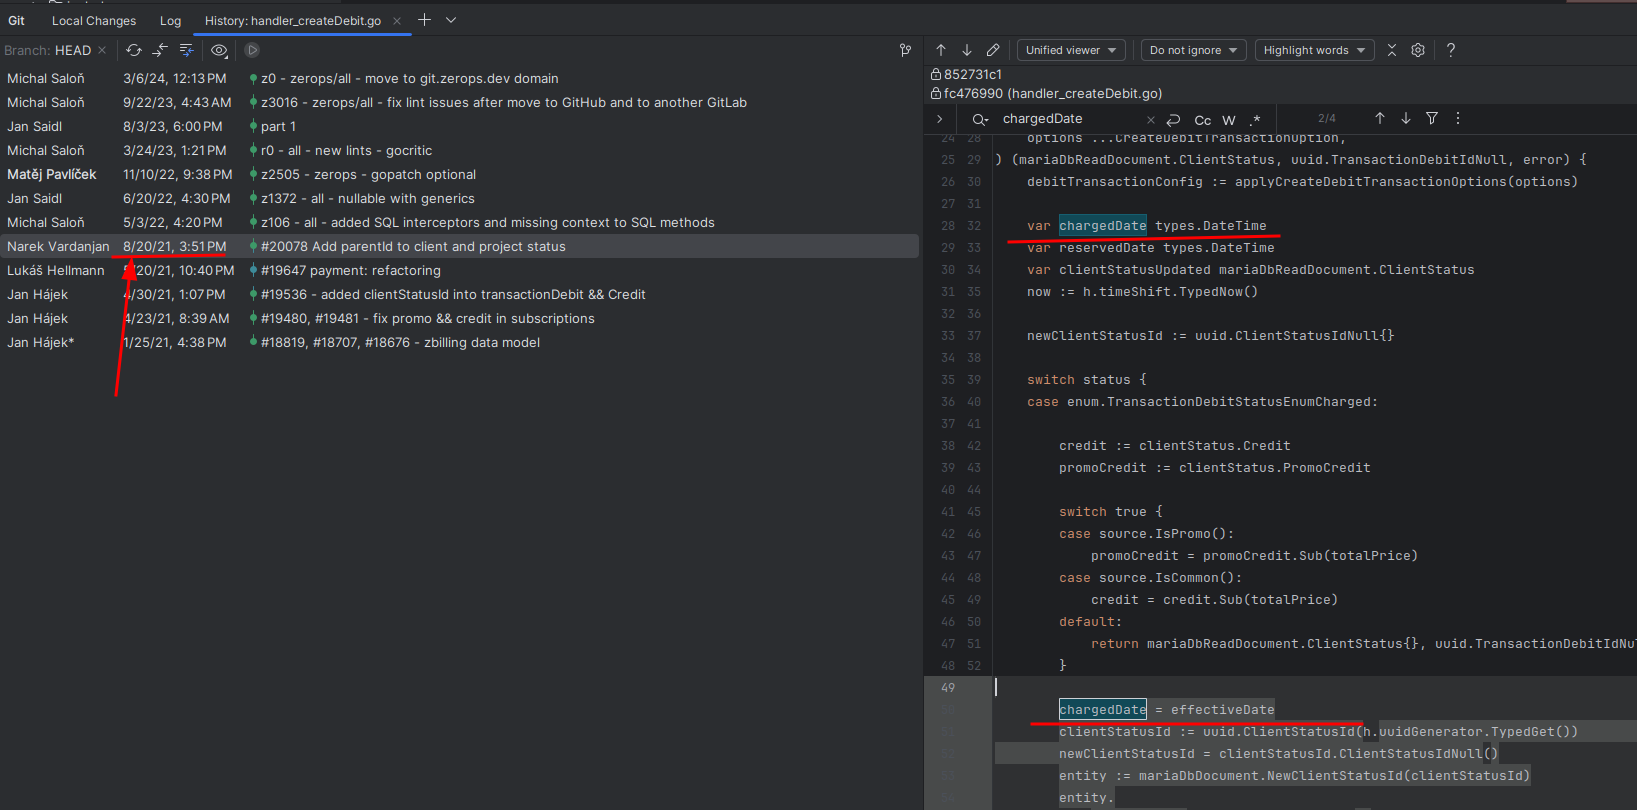 Git Local Changes Log History: handler_createDebit.go
Branch: HEAD
Michal Saloň 3/6/24, 12:13 PM z0 - zerops/all - move to git.zerops.dev domain
Michal Saloň 9/22/23, 4:43 AM z3016 - zerops/all - fix lint issues after move to GitHub and to another GitLab
Jan Saidl 8/3/23, 6:00 PM part 1
Michal Saloň 3/24/23, 1:21 PM r0 - all - new lints - gocritic
Matěj Pavlíček 11/10/22, 9:38 PM z2505 - zerops - gopatch optional
Jan Saidl 6/20/22, 4:30 PM z1372 - all - nullable with generics
Michal Saloň 5/3/22, 4:20 PM z106 - all - added SQL interceptors and missing context to SQL methods
Narek Vardanjan 8/20/21, 3:51 PM #20078 Add parentId to client and project status
Lukáš Hellmann 5/20/21, 10:40 PM #19647 payment: refactoring
Jan Hájek 4/30/21, 1:07 PM #19536 - added clientStatusId into transactionDebit && Credit
Jan Hájek 4/23/21, 8:39 AM #19480, #19481 - fix promo && credit in subscriptions
Jan Hájek* 1/25/21, 4:38 PM #18819, #18707, #18676 - zbilling data model
Unified viewer Do not ignore Highlight words ?
852731c1
fc476990 (handler_createDebit.go)
chargedDate Cc W .* 2/4
24 28 options ...CreateDebitTransactionOption,
25 29 ) (mariaDbReadDocument.ClientStatus, uuid.TransactionDebitIdNull, error) {
26 30 debitTransactionConfig := applyCreateDebitTransactionOptions(options)
27 31
28 32 var chargedDate types.DateTime
29 33 var reservedDate types.DateTime
30 34 var clientStatusUpdated mariaDbReadDocument.ClientStatus
31 35 now := h.timeShift.TypedNow()
32 36
33 37 newClientStatusId := uuid.ClientStatusIdNull{}
34 38
35 39 switch status {
36 40 case enum.TransactionDebitStatusEnumCharged:
37 41
38 42 credit := clientStatus.Credit
39 43 promoCredit := clientStatus.PromoCredit
40 44
41 45 switch true {
42 46 case source.IsPromo():
43 47 promoCredit = promoCredit.Sub(totalPrice)
44 48 case source.IsCommon():
45 49 credit = credit.Sub(totalPrice)
46 50 default:
47 51 return mariaDbReadDocument.ClientStatus{}, uuid.TransactionDebitIdNul
48 52 }
49
50 chargedDate = effectiveDate
51 clientStatusId := uuid.ClientStatusId(h.uuidGenerator.TypedGet())
52 newClientStatusId = clientStatusId.ClientStatusIdNull()
53 entity := mariaDbDocument.NewClientStatusId(clientStatusId)
54 entity.